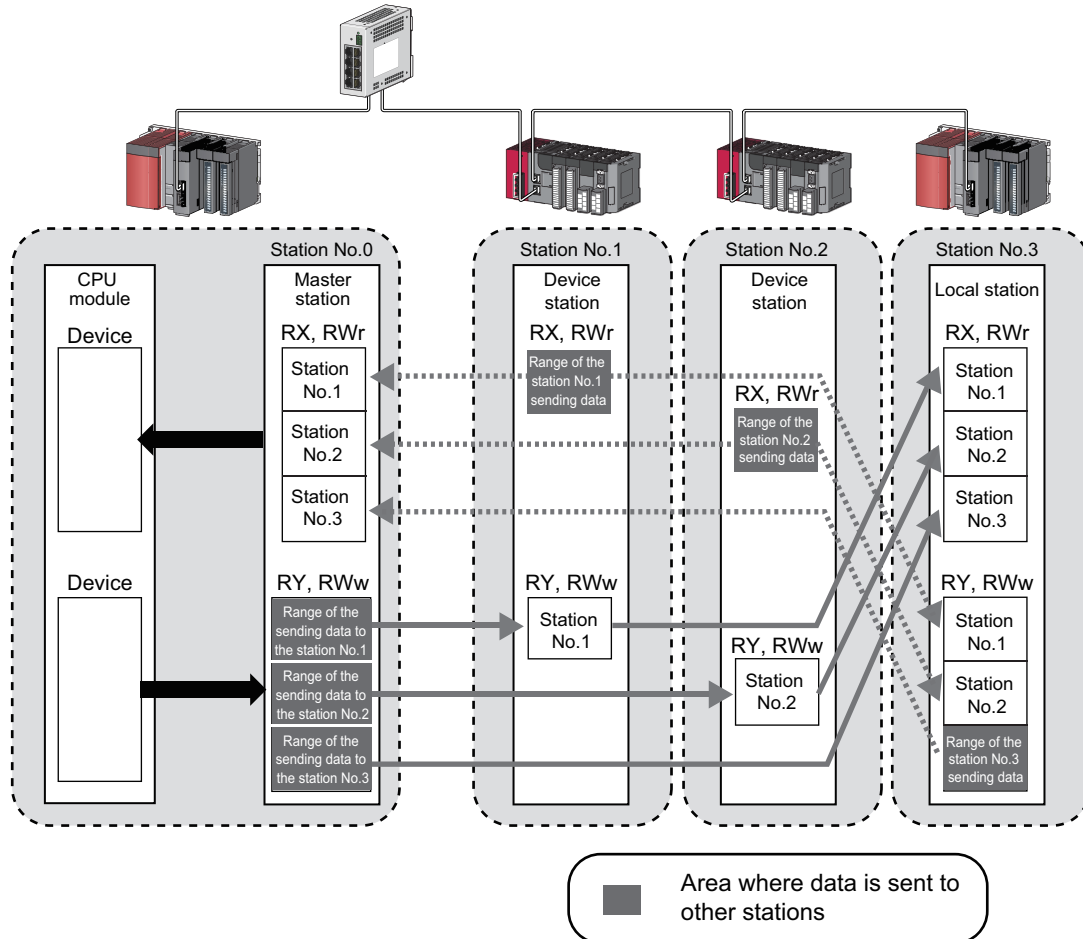 Station No.0
CPU
module
Device
Device
Master
station
RX, RWr
Station
No.1
Station
No.2
Station
No.3
RY, RWw
Range of the
sending data to
the station No.1
Range of the
sending data to
the station No.2
Range of the
sending data to
the station No.3
Station No.1
Device
station
RX, RWr
Range of the
station No.1
sending data
RY, RWw
Station
No.1
Station No.2
Device
station
RX, RWr
Range of the
station No.2
sending data
RY, RWw
Station
No.2
Station No.3
Local station
RX, RWr
Station
No.1
Station
No.2
Station
No.3
RY, RWw
Station
No.1
Station
No.2
Range of the
station No.3
sending data
Area where data is sent to
other stations